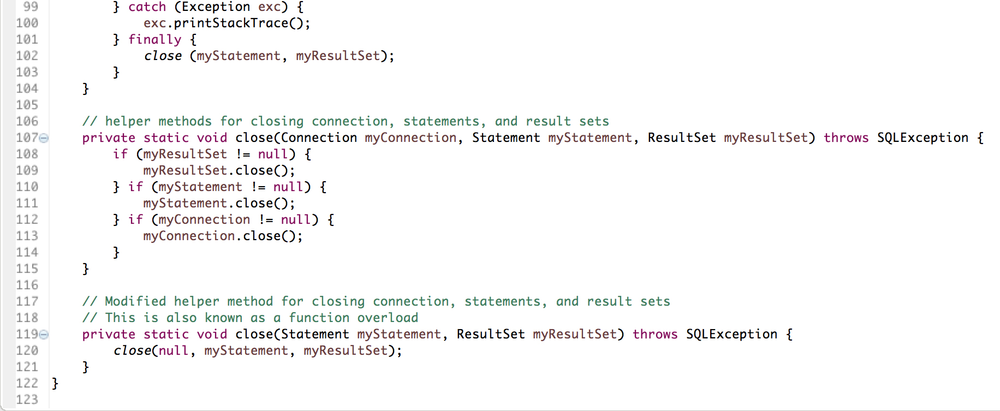 99 } catch (Exception exc) {
100 exc.printStackTrace();
101 } finally {
102 close (myStatement, myResultSet);
103 }
104 }
105
106 // helper methods for closing connection, statements, and result sets
107 private static void close(Connection myConnection, Statement myStatement, ResultSet myResultSet) throws SQLException {
108 if (myResultSet != null) {
109 myResultSet.close();
110 } if (myStatement != null) {
111 myStatement.close();
112 } if (myConnection != null) {
113 myConnection.close();
114 }
115 }
116
117 // Modified helper method for closing connection, statements, and result sets
118 // This is also known as a function overload
119 private static void close(Statement myStatement, ResultSet myResultSet) throws SQLException {
120 close(null, myStatement, myResultSet);
121 }
122 }
123